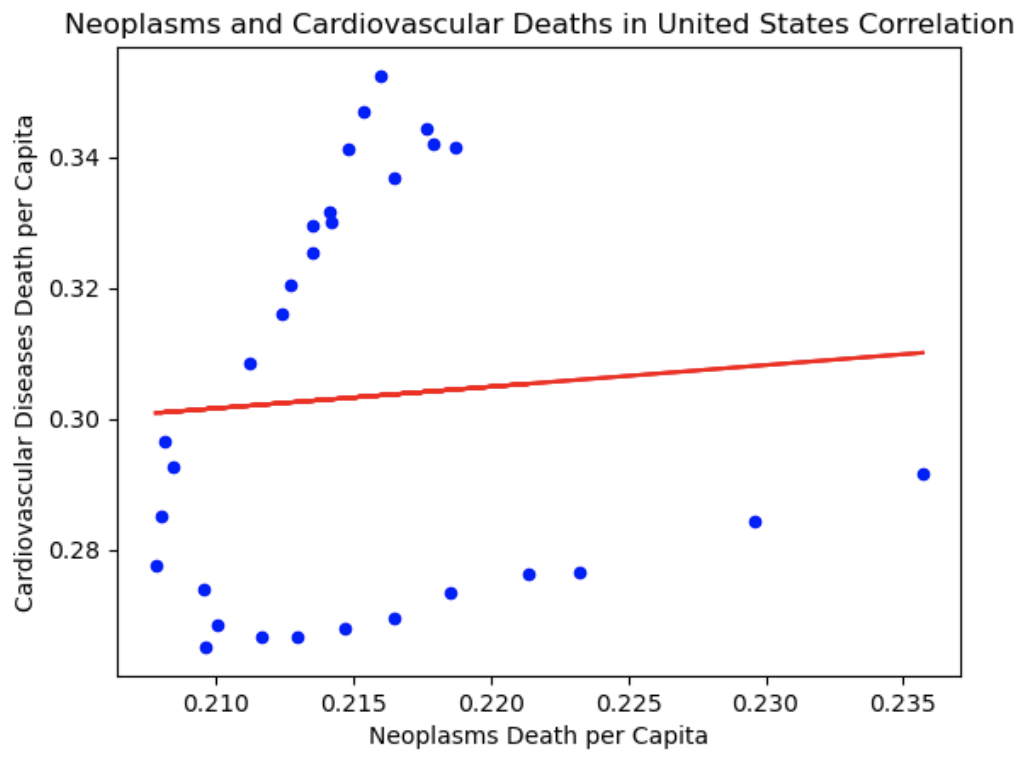 Neoplasms and Cardiovascular Deaths in United States Correlation
Cardiovascular Diseases Death per Capita
0.34
0.32
0.30
0.28
0.210 0.215 0.220 0.225 0.230 0.235
Neoplasms Death per Capita